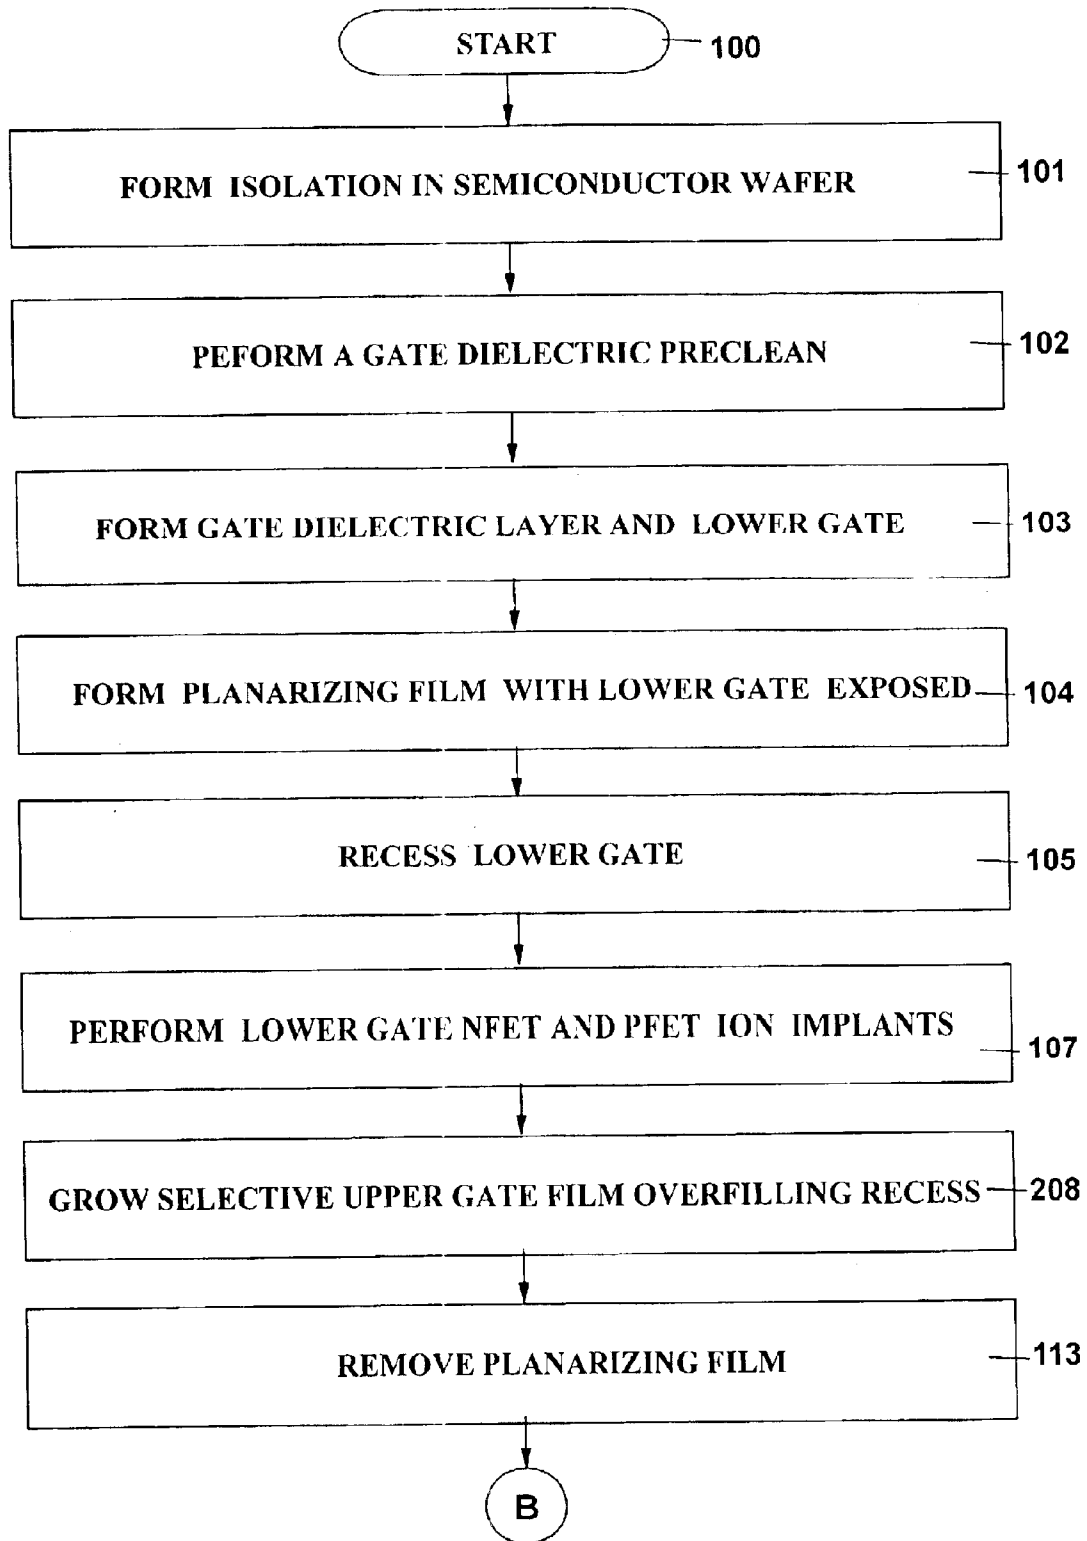 START 100
FORM ISOLATION IN SEMICONDUCTOR WAFER 101
PEFORM A GATE DIELECTRIC PRECLEAN 102
FORM GATE DIELECTRIC LAYER AND LOWER GATE 103
FORM PLANARIZING FILM WITH LOWER GATE EXPOSED 104
RECESS LOWER GATE 105
PERFORM LOWER GATE NFET AND PFET ION IMPLANTS 107
GROW SELECTIVE UPPER GATE FILM OVERFILLING RECESS 208
REMOVE PLANARIZING FILM 113
B